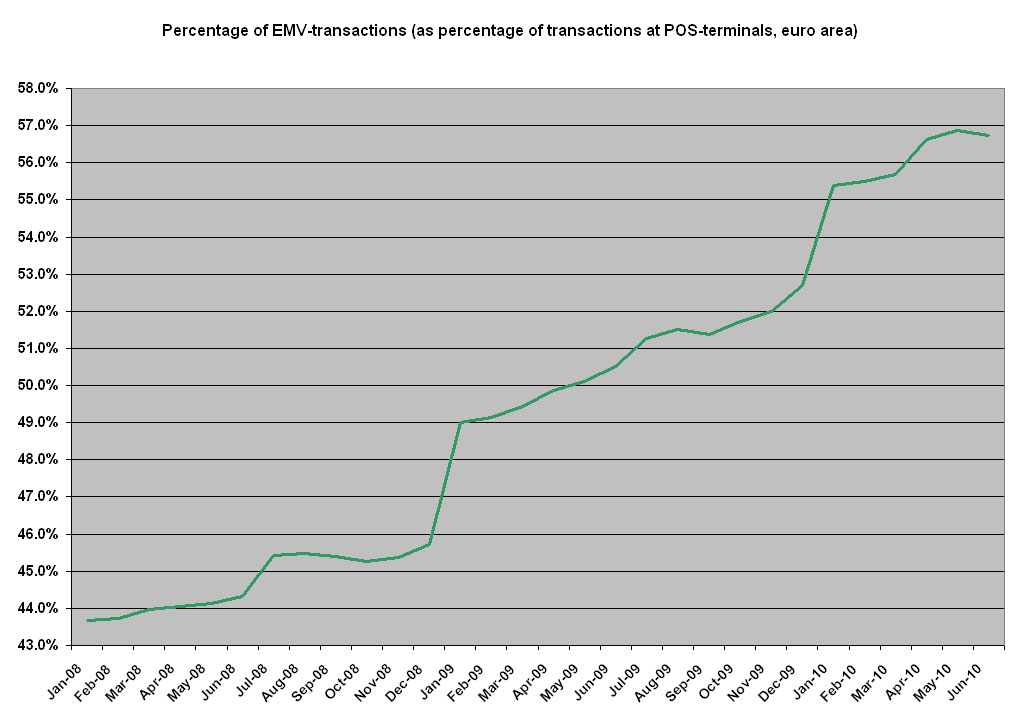 Percentage of EMV-transactions (as percentage of transactions at POS-terminals, euro area)
58.0%
57.0%
56.0%
55.0%
54.0%
53.0%
52.0%
51.0%
50.0%
49.0%
48.0%
47.0%
46.0%
45.0%
44.0%
43.0%
Jan-08
Feb-08
Mar-08
Apr-08
May-08
Jun-08
Jul-08
Aug-08
Sep-08
Oct-08
Nov-08
Dec-08
Jan-09
Feb-09
Mar-09
Apr-09
May-09
Jun-09
Jul-09
Aug-09
Sep-09
Oct-09
Nov-09
Dec-09
Jan-10
Feb-10
Mar-10
Apr-10
May-10
Jun-10